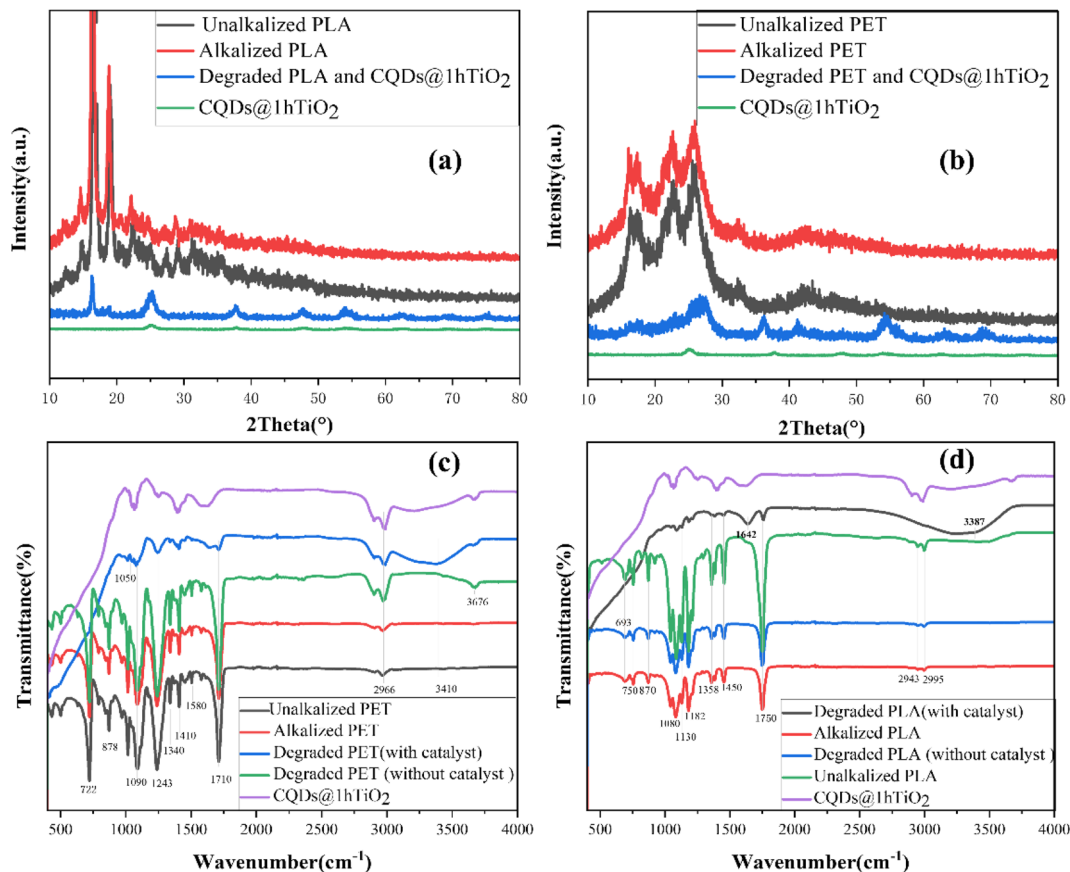 Unalkalized PLA
Alkalized PLA
Degraded PLA and CQDs@1hTiO2
CQDs@1hTiO2
(a)
Intensity(a.u.)
10 20 30 40 50 60 70 80
2Theta(°)
Unalkalized PET
Alkalized PET
Degraded PET and CQDs@1hTiO2
CQDs@1hTiO2
(b)
Intensity(a.u.)
10 20 30 40 50 60 70 80
2Theta(°)
(c)
Transmittance(%)
1050
3676
2966
3410
1580
1410
1340
878
1090
1243
1710
722
Unalkalized PET
Alkalized PET
Degraded PET(with catalyst)
Degraded PET (without catalyst )
CQDs@1hTiO2
500 1000 1500 2000 2500 3000 3500 4000
Wavenumber(cm-1)
(d)
Transmittance(%)
3387
1642
693
750
870
1358
1450
2943
2995
1080
1182
1750
1130
Degraded PLA(with catalyst)
Alkalized PLA
Degraded PLA (without catalyst )
Unalkalized PLA
CQDs@1hTiO2
500 1000 1500 2000 2500 3000 3500 4000
Wavenumber(cm-1)